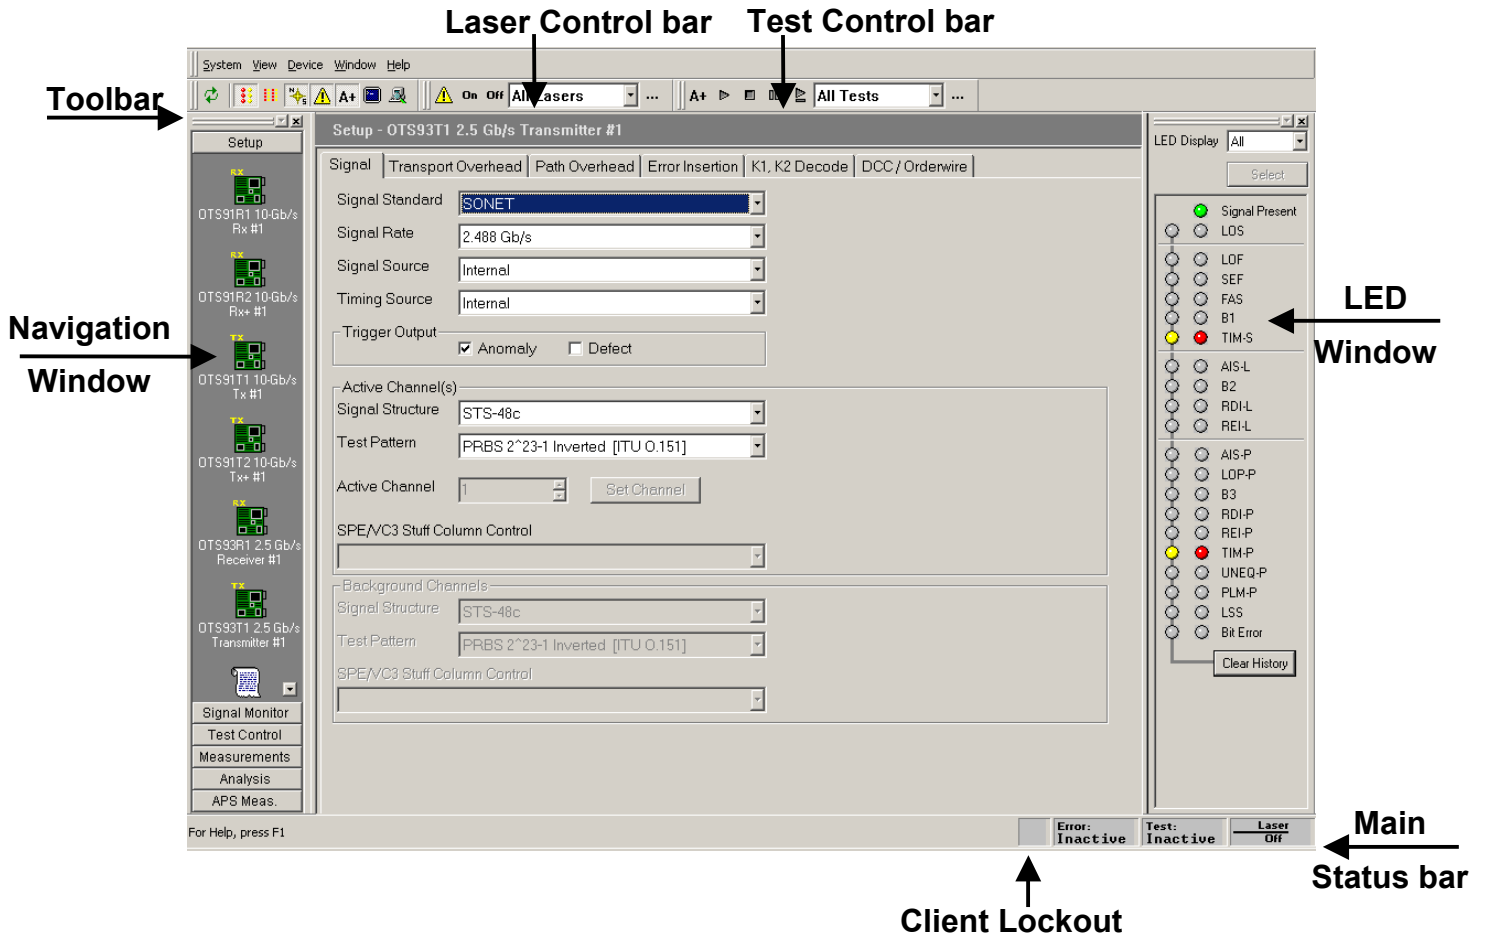 Laser Control bar Test Control bar
System View Device Window Help
Toolbar
A+ On Off All Lasers ... A+ All Tests ...
Setup
Setup - OTS93T1 2.5 Gb/s Transmitter #1
LED Display All
Select
Signal Transport Overhead Path Overhead Error Insertion K1, K2 Decode DCC / Orderwire
RX
OTS91R1 10-Gb/s
Rx #1
RX
OTS91R2 10-Gb/s
Rx+ #1
TX
OTS91T1 10-Gb/s
Tx #1
TX
OTS91T2 10-Gb/s
Tx+ #1
RX
OTS93R1 2.5 Gb/s
Receiver #1
TX
OTS93T1 2.5 Gb/s
Transmitter #1
Signal Monitor
Test Control
Measurements
Analysis
APS Meas.
Navigation
Window
Signal Standard SONET
Signal Rate 2.488 Gb/s
Signal Source Internal
Timing Source Internal
Trigger Output
Anomaly Defect
Active Channel(s)
Signal Structure STS-48c
Test Pattern PRBS 2^23-1 Inverted [ITU O.151]
Active Channel 1 Set Channel
SPE/VC3 Stuff Column Control
Background Channels
Signal Structure STS-48c
Test Pattern PRBS 2^23-1 Inverted [ITU O.151]
SPE/VC3 Stuff Column Control
Signal Present
LOS
LOF
SEF
FAS
B1
TIM-S
AIS-L
B2
RDI-L
REI-L
AIS-P
LOP-P
B3
RDI-P
REI-P
TIM-P
UNEQ-P
PLM-P
LSS
Bit Error
Clear History
LED
Window
For Help, press F1
Error:
Inactive
Test:
Inactive
Laser
Off
Main
Status bar
Client Lockout